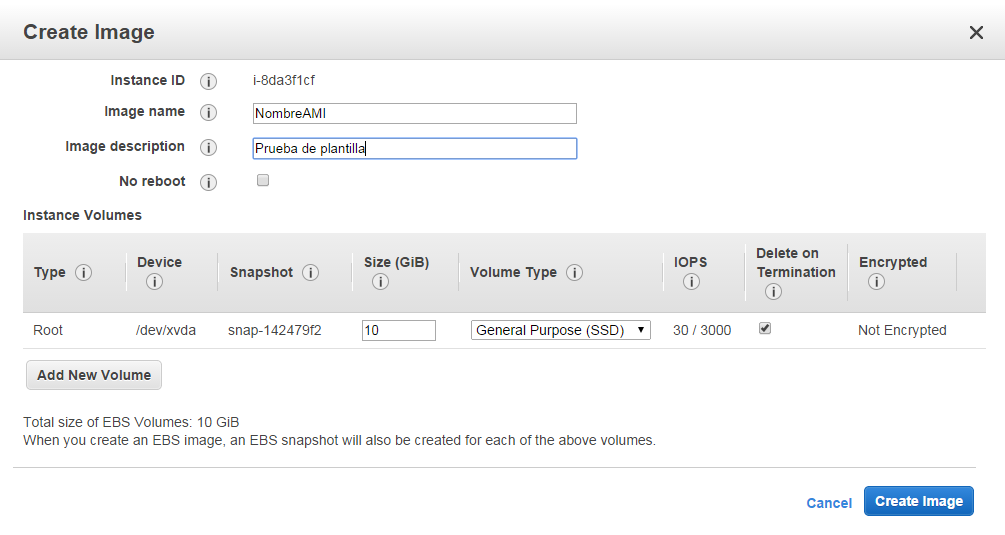 Create Image
Instance ID i-8da3f1cf
Image name NombreAMI
Image description Prueba de plantilla
No reboot
Instance Volumes
Type Device Snapshot Size (GiB) Volume Type IOPS Delete on Termination Encrypted
Root /dev/xvda snap-142479f2 10 General Purpose (SSD) 30 / 3000 Not Encrypted
Add New Volume
Total size of EBS Volumes: 10 GiB
When you create an EBS image, an EBS snapshot will also be created for each of the above volumes.
Cancel Create Image